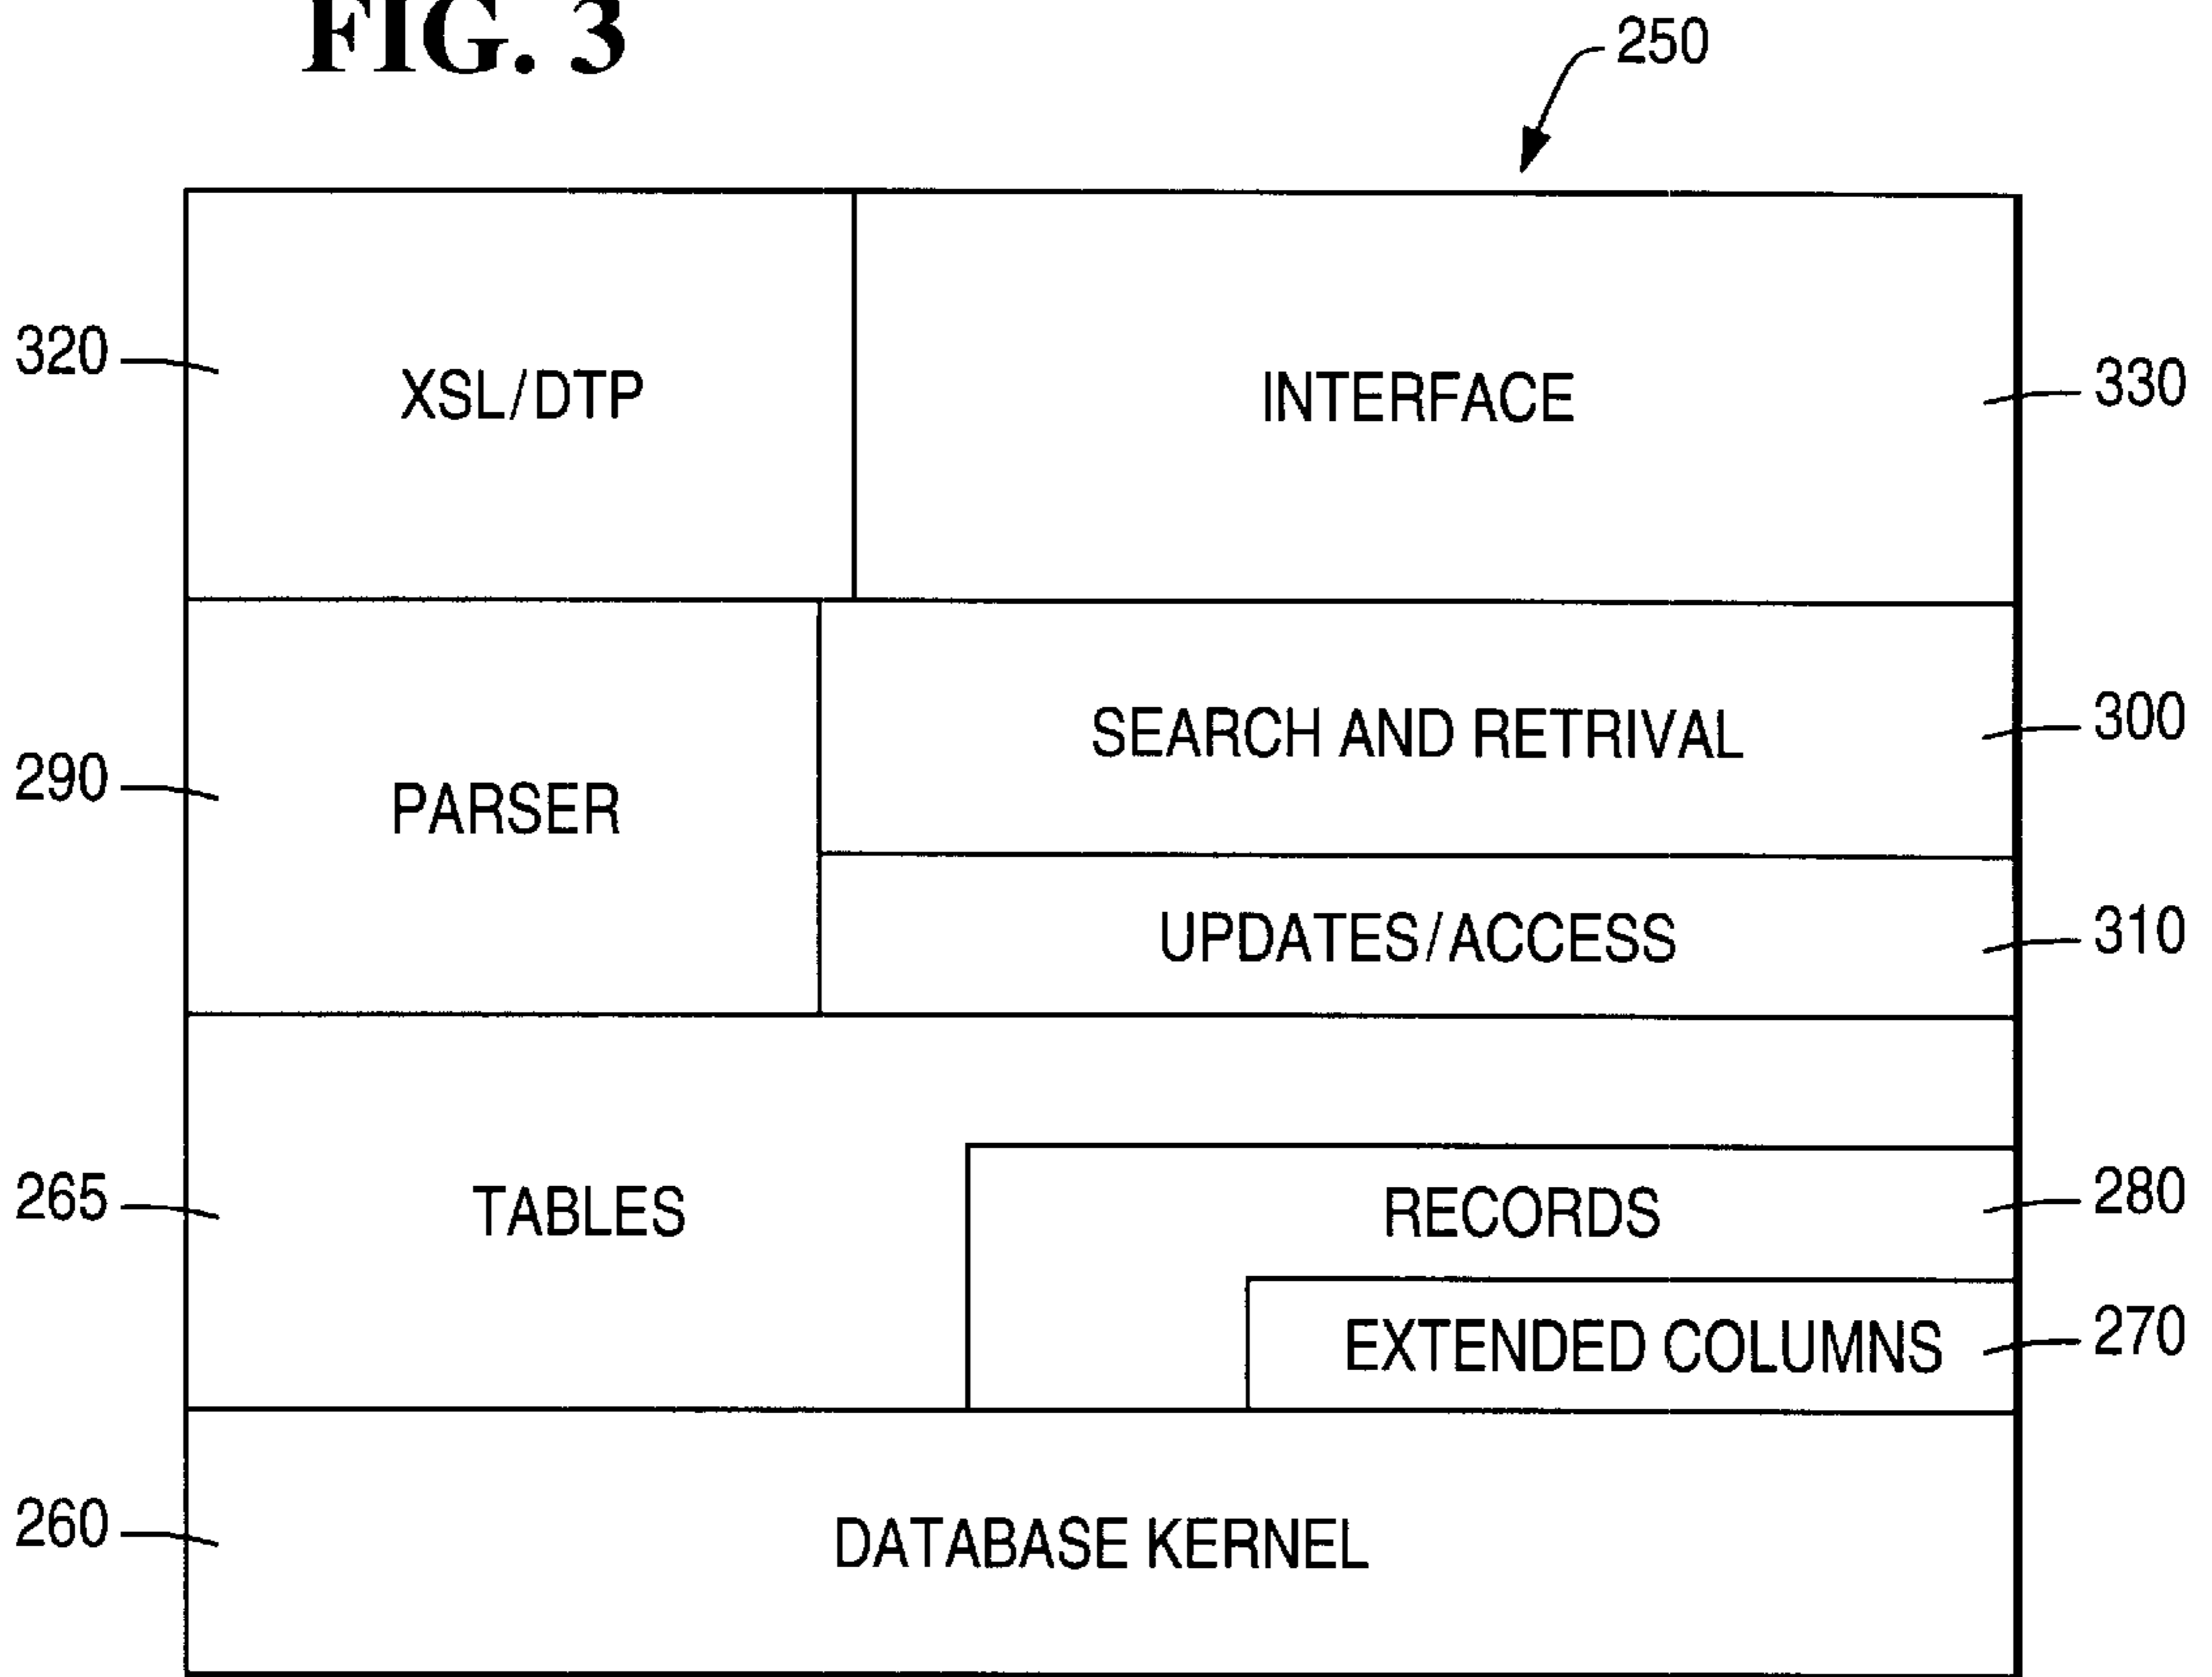 FIG. 3
250
320
XSL/DTP
INTERFACE
330
SEARCH AND RETRIVAL
300
290
PARSER
UPDATES/ACCESS
310
265
TABLES
RECORDS
280
EXTENDED COLUMNS
270
260
DATABASE KERNEL